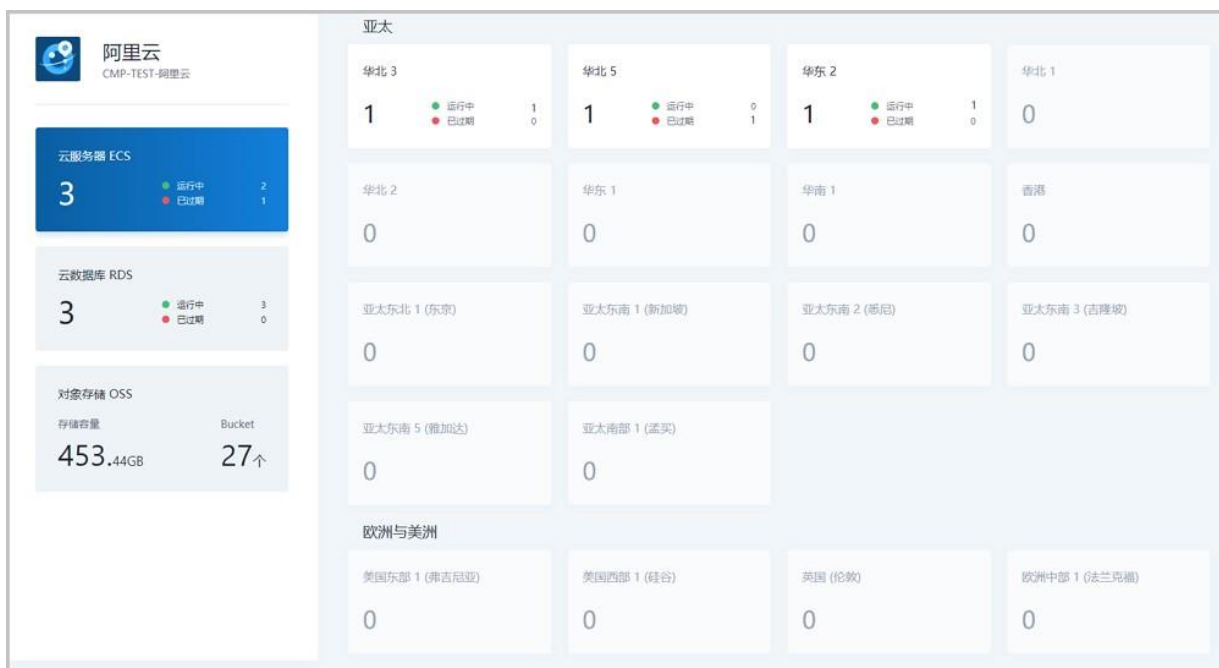 阿里云
CMP-TEST-阿里云
云服务器 ECS
3
运行中 2
已过期 1
云数据库 RDS
3
运行中 3
已过期 0
对象存储 OSS
存储容量 Bucket
453.44GB 27个
亚太
华北 3
1
运行中 1
已过期 0
华北 5
1
运行中 0
已过期 1
华东 2
1
运行中 1
已过期 0
华北 1
0
华北 2
0
华东 1
0
华南 1
0
香港
0
亚太东北 1 (东京)
0
亚太东南 1 (新加坡)
0
亚太东南 2 (悉尼)
0
亚太东南 3 (吉隆坡)
0
亚太东南 5 (雅加达)
0
亚太南部 1 (孟买)
0
欧洲与美洲
美国东部 1 (弗吉尼亚)
0
美国西部 1 (硅谷)
0
英国 (伦敦)
0
欧洲中部 1 (法兰克福)
0